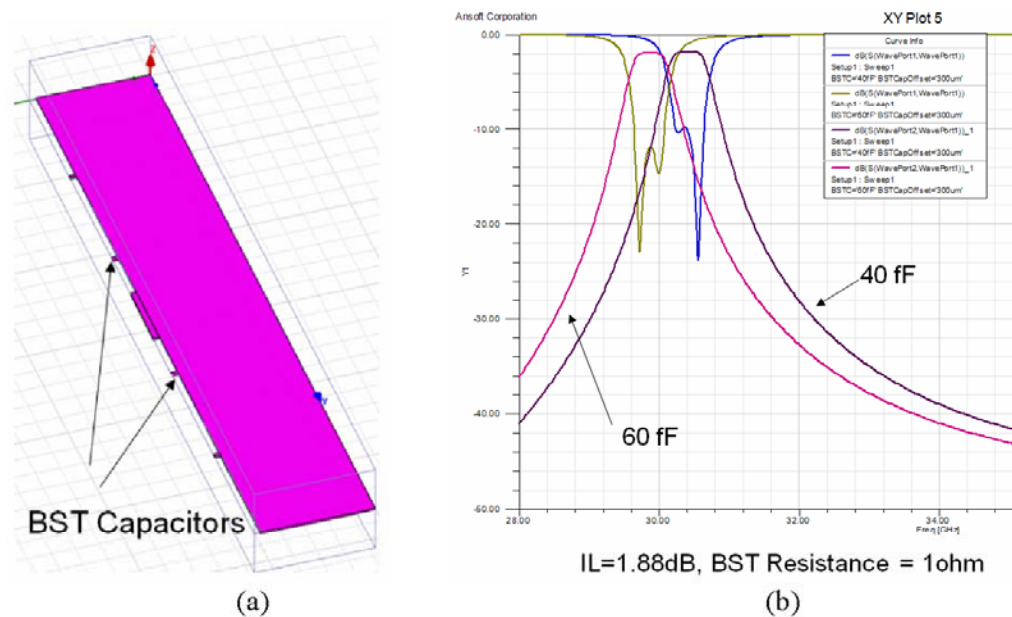 Z
y
BST Capacitors
(a)
Ansoft Corporation
XY Plot 5
Curve Info
dB(S(WavePort1,WavePort1))
Setup1 : Sweep1
BSTC='40fF' BSTCapOffset='300um'
dB(S(WavePort1,WavePort1))
Setup1 : Sweep1
BSTC='60fF' BSTCapOffset='300um'
dB(S(WavePort2,WavePort1))_1
Setup1 : Sweep1
BSTC='40fF' BSTCapOffset='300um'
dB(S(WavePort2,WavePort1))_1
Setup1 : Sweep1
BSTC='60fF' BSTCapOffset='300um'
0.00
-10.00
-20.00
-30.00
-40.00
-60.00
Y1
40 fF
60 fF
28.00
30.00
32.00
34.00
Freq [GHz]
IL=1.88dB, BST Resistance = 1ohm
(b)